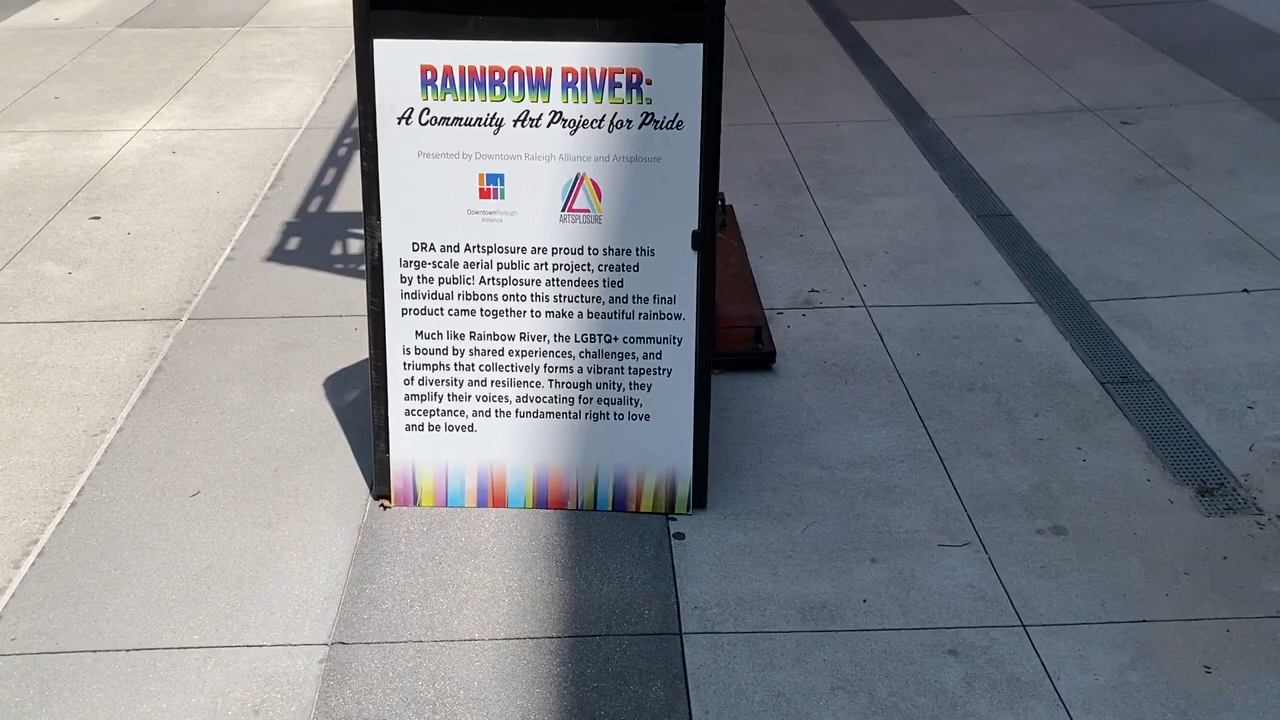 RAINBOW RIVER:
A Community Art Project for Pride
Presented by Downtown Raleigh Alliance and Artsplosure
DowntownRaleigh
Alliance
ARTSPLOSURE
DRA and Artsplosure are proud to share this
large-scale aerial public art project, created
by the public! Artsplosure attendees tied
individual ribbons onto this structure, and the final
product came together to make a beautiful rainbow.
Much like Rainbow River, the LGBTQ+ community
is bound by shared experiences, challenges, and
triumphs that collectively forms a vibrant tapestry
of diversity and resilience. Through unity, they
amplify their voices, advocating for equality,
acceptance, and the fundamental right to love
and be loved.